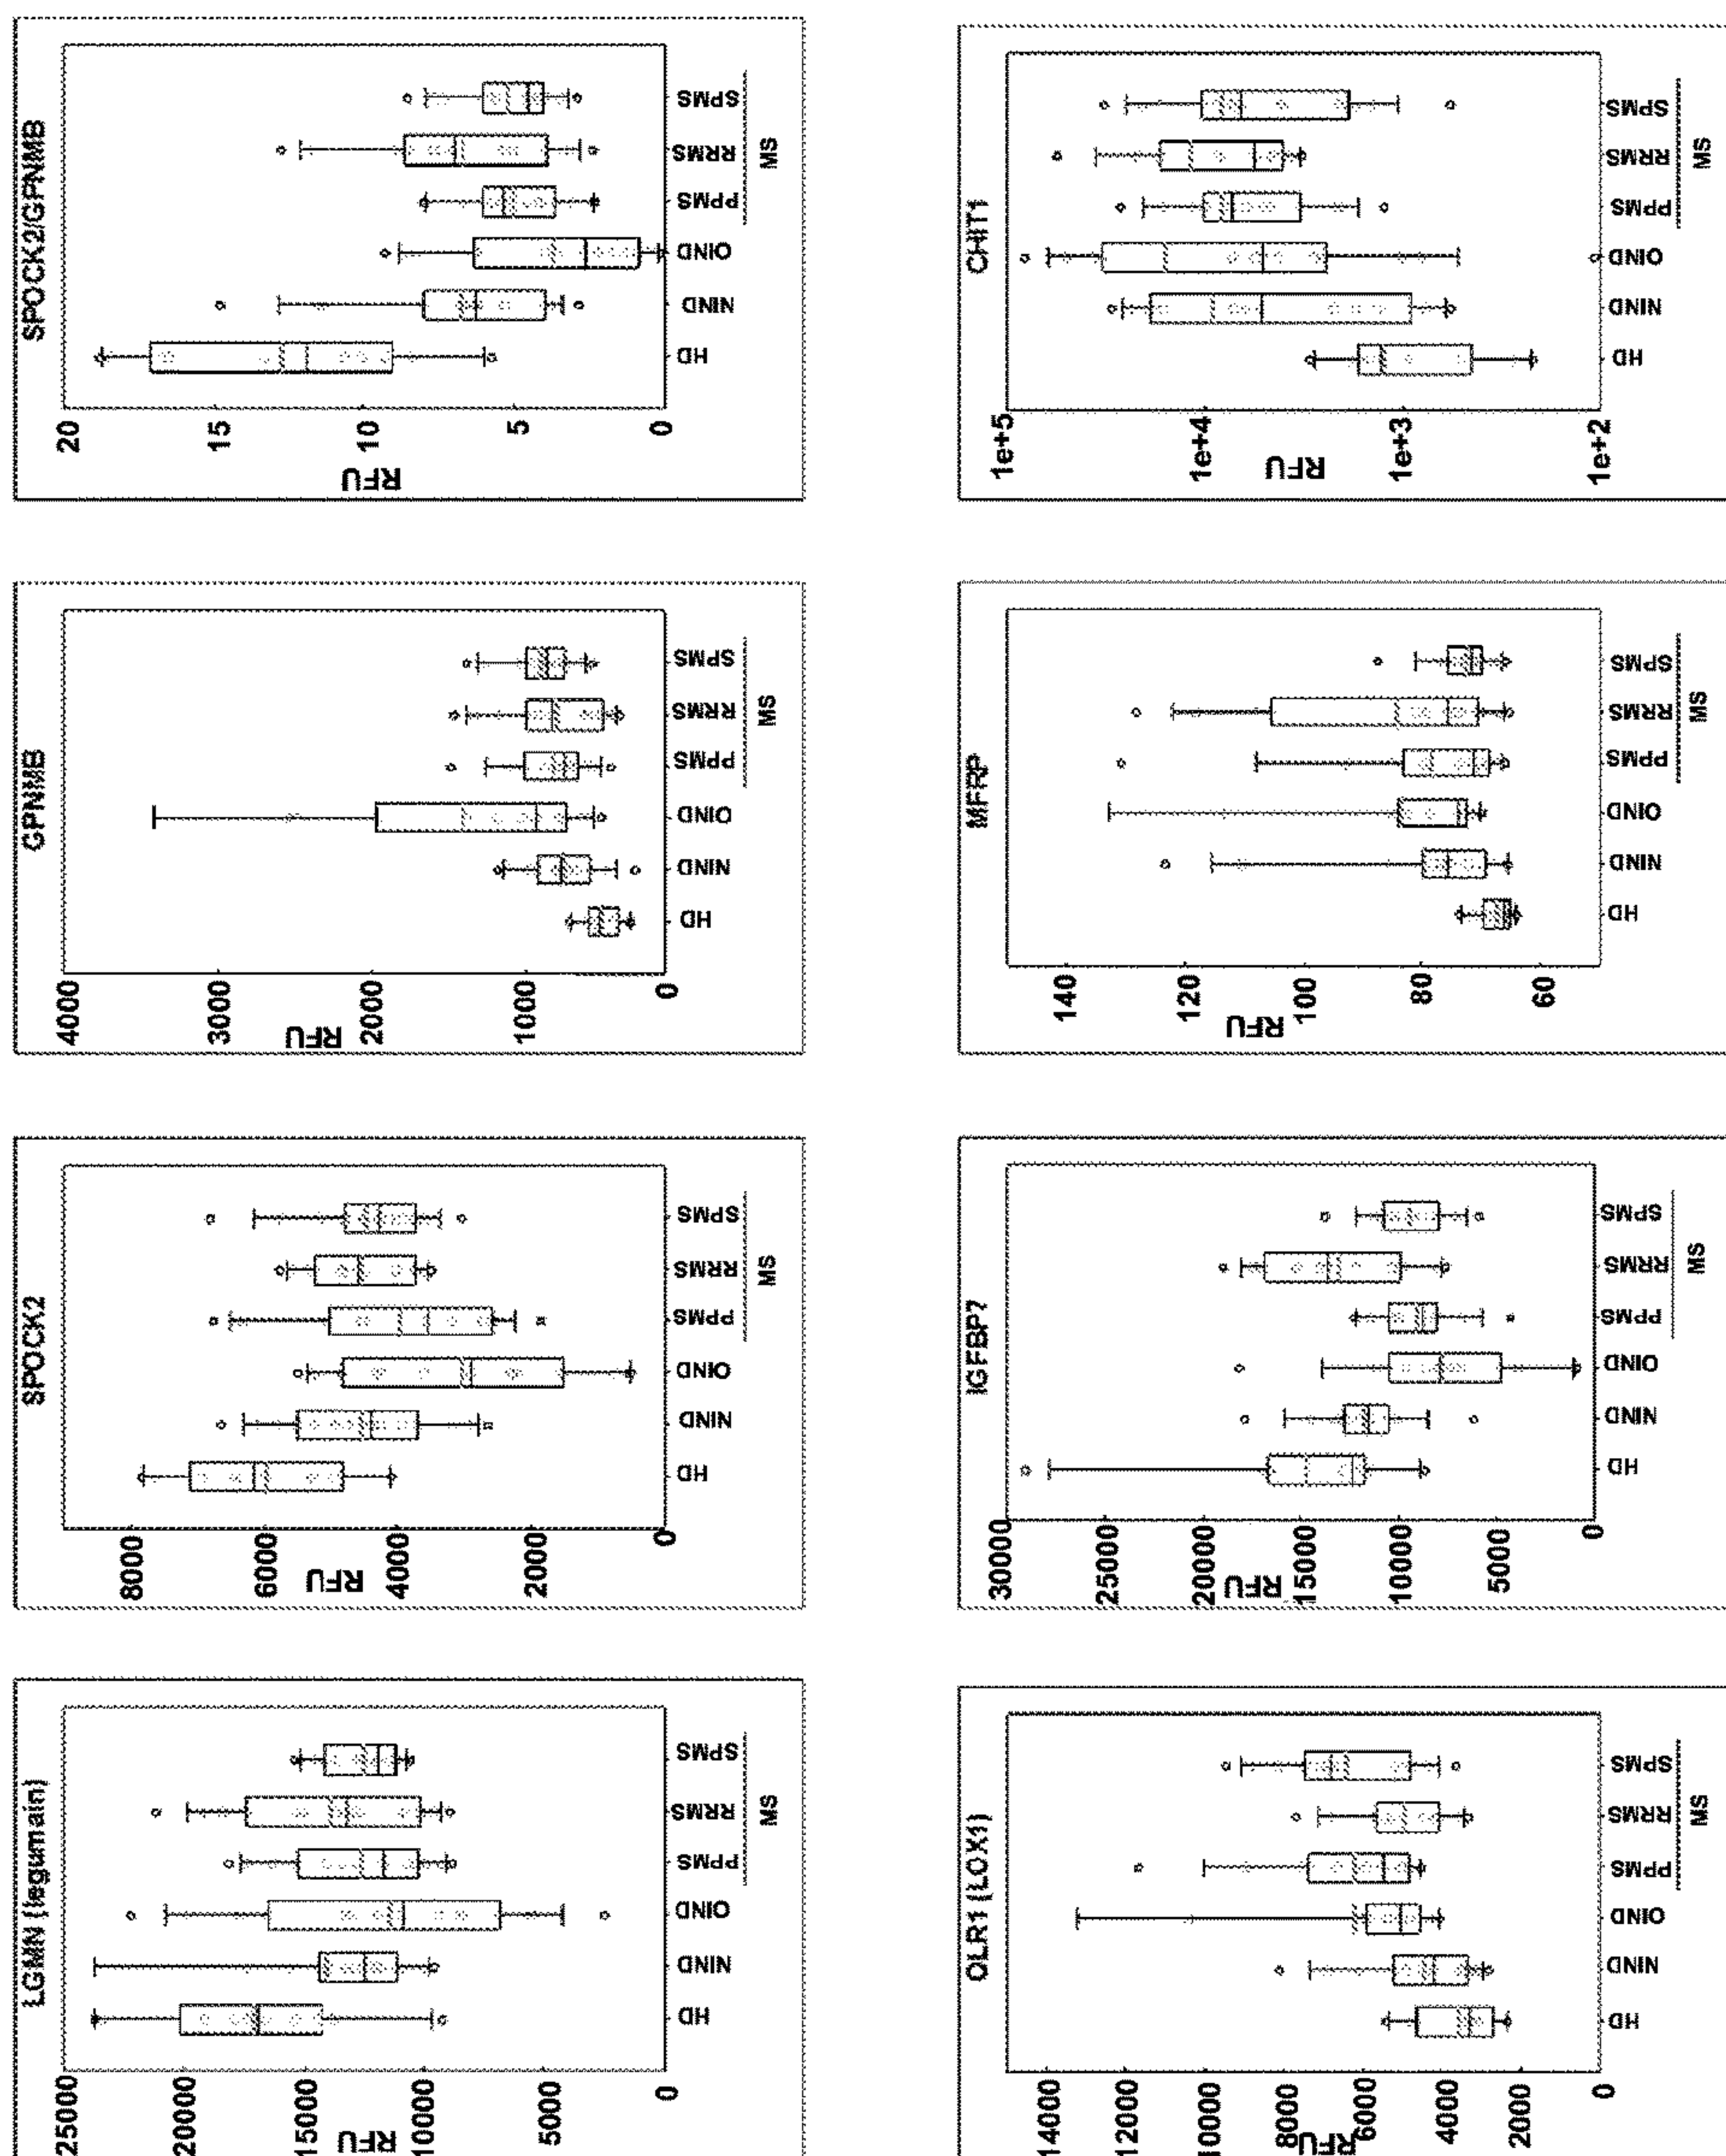 SPOCK2/GPNMB
20
15
10
5
0
RFU
HD
NIND
OIND
PPMS
RRMS
SPMS
MS
CHIT1
1e+5
1e+4
1e+3
1e+2
RFU
HD
NIND
OIND
PPMS
RRMS
SPMS
MS
GPNMB
4000
3000
2000
1000
0
RFU
HD
NIND
OIND
PPMS
RRMS
SPMS
MS
MFRP
140
120
100
80
60
RFU
HD
NIND
OIND
PPMS
RRMS
SPMS
MS
SPOCK2
8000
6000
4000
2000
0
RFU
HD
NIND
OIND
PPMS
RRMS
SPMS
MS
IGFBP7
30000
25000
20000
15000
10000
5000
0
RFU
HD
NIND
OIND
PPMS
RRMS
SPMS
MS
LGMN (legumain)
25000
20000
15000
10000
5000
0
RFU
HD
NIND
OIND
PPMS
RRMS
SPMS
MS
OLR1 (LOX1)
14000
12000
10000
8000
6000
4000
2000
0
RFU
HD
NIND
OIND
PPMS
RRMS
SPMS
MS